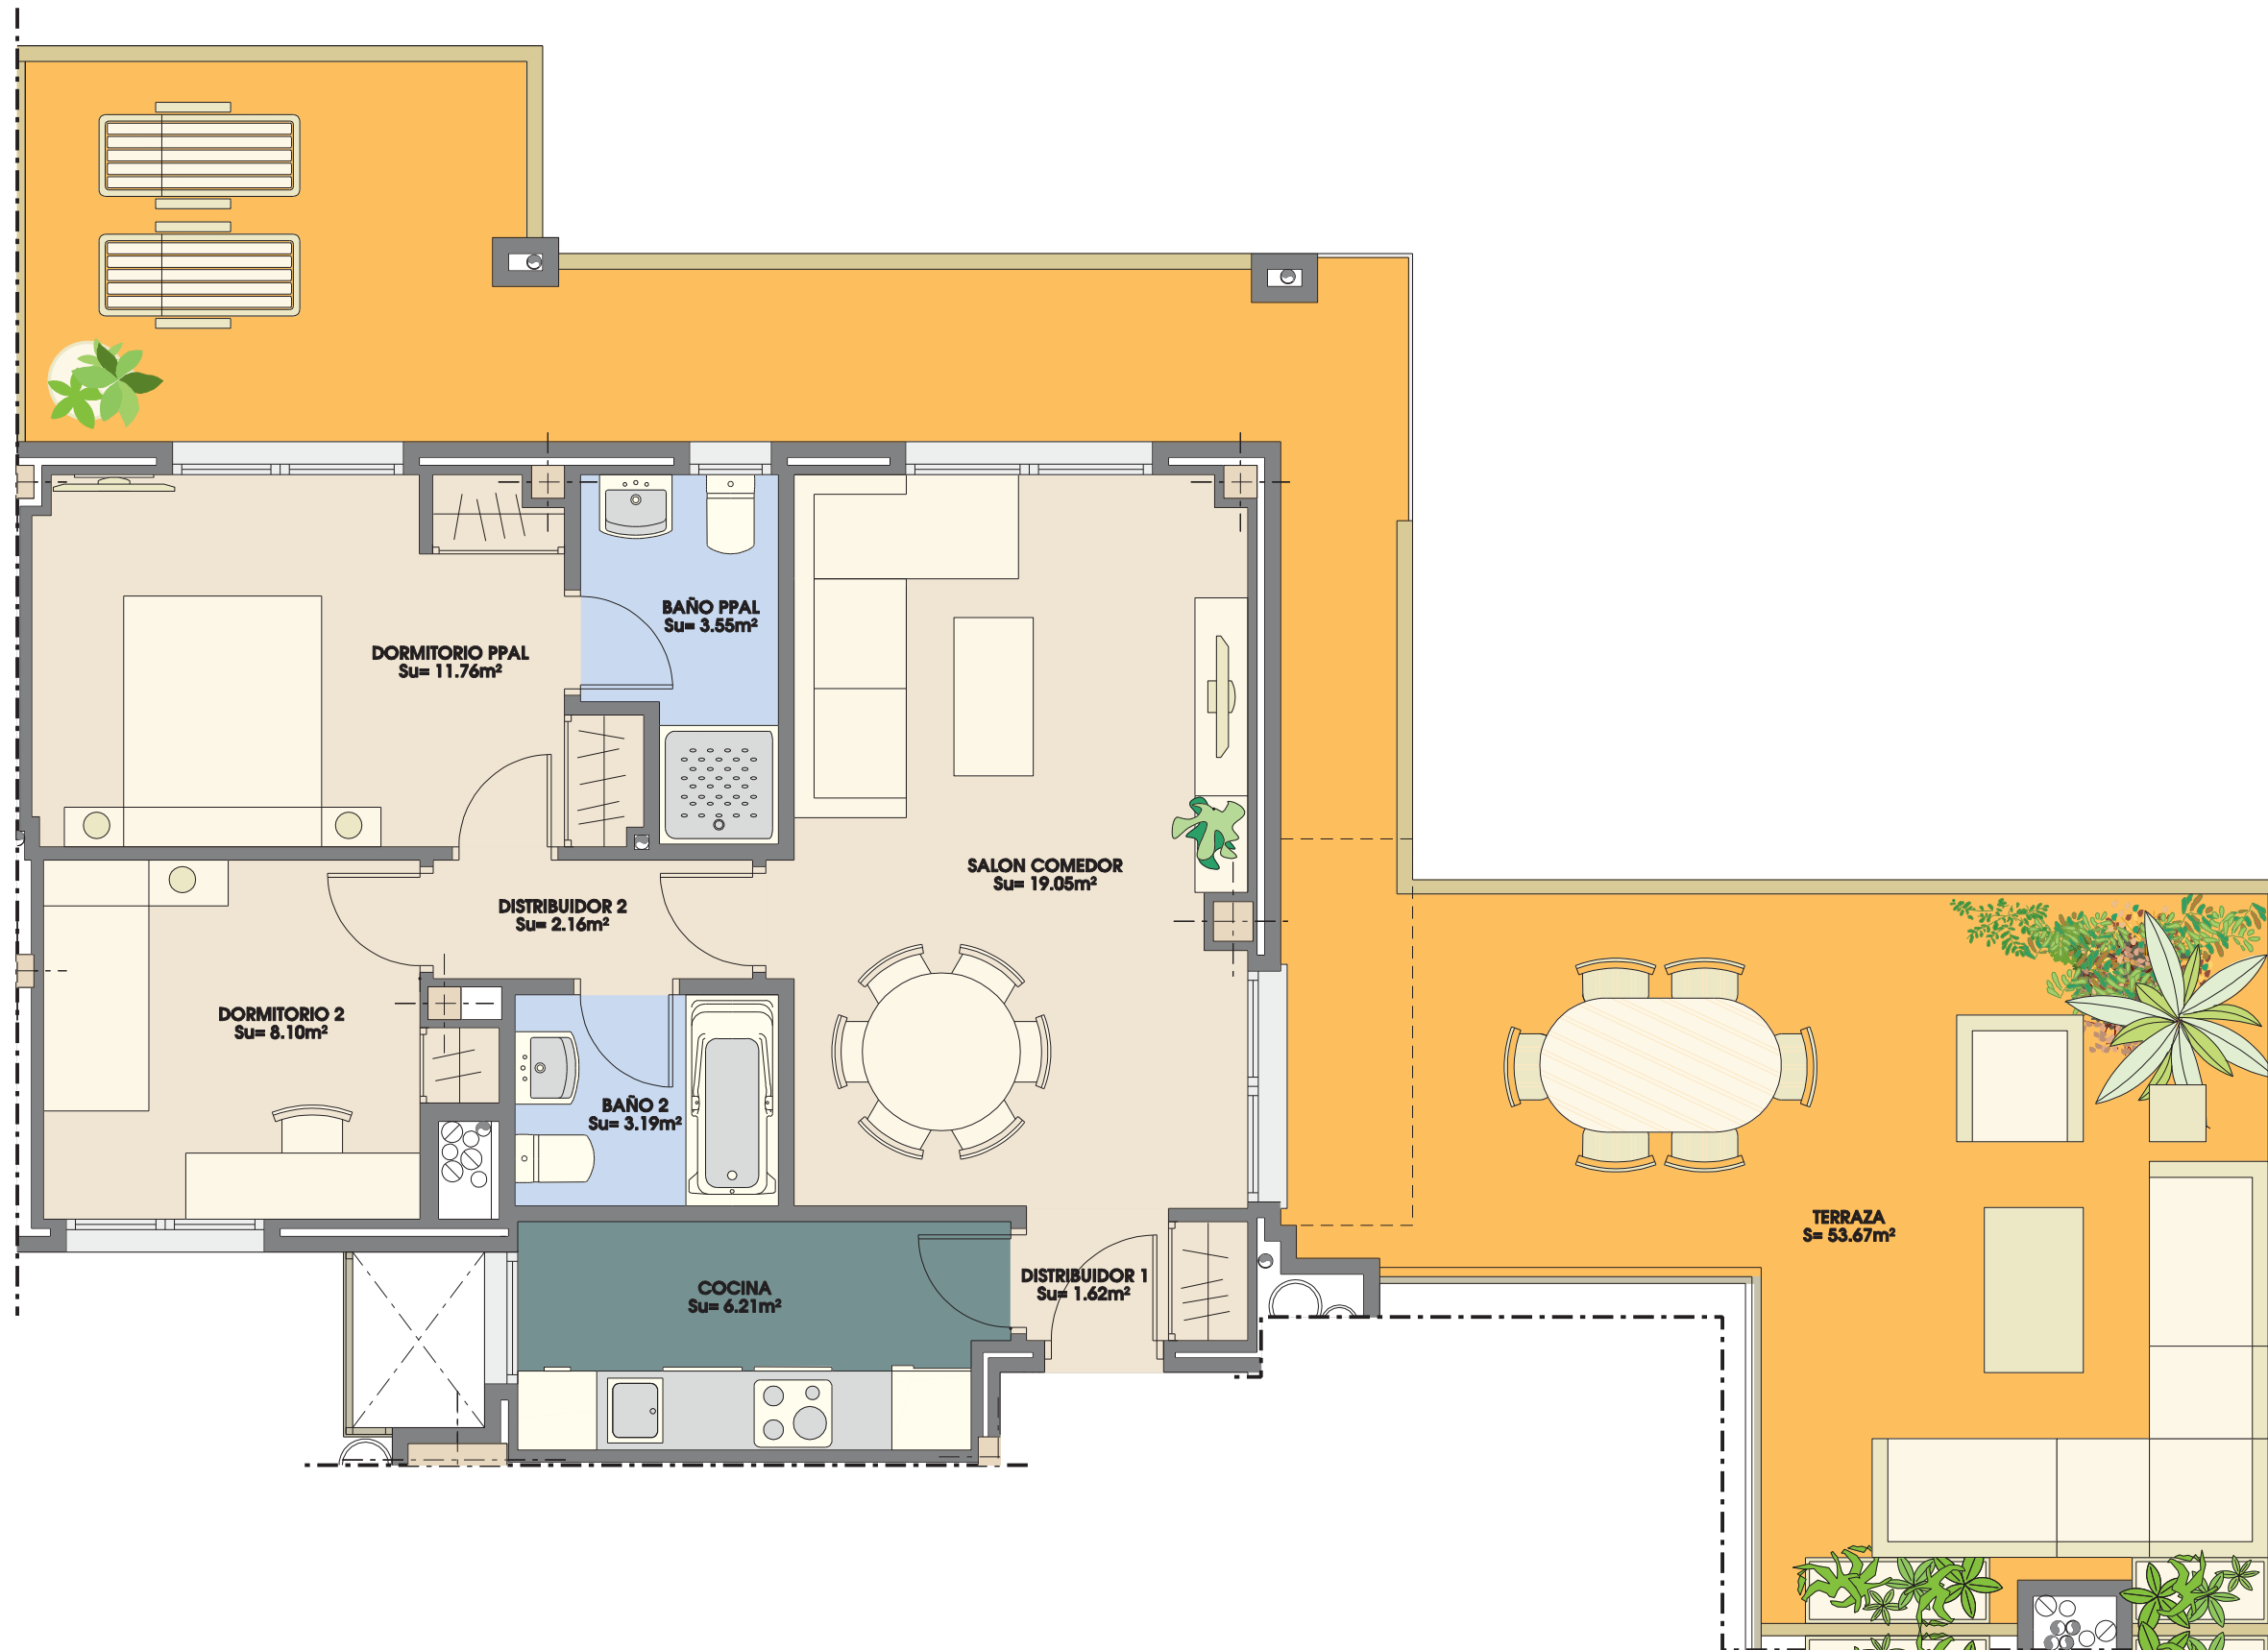 BAÑO PPAL
Su= 3.55m²
DORMITORIO PPAL
Su= 11.76m²
SALON COMEDOR
Su= 19.05m²
DISTRIBUIDOR 2
Su= 2.16m²
DORMITORIO 2
Su= 8.10m²
BAÑO 2
Su= 3.19m²
TERRAZA
S= 53.67m²
COCINA
Su= 6.21m²
DISTRIBUIDOR 1
Su= 1.62m²